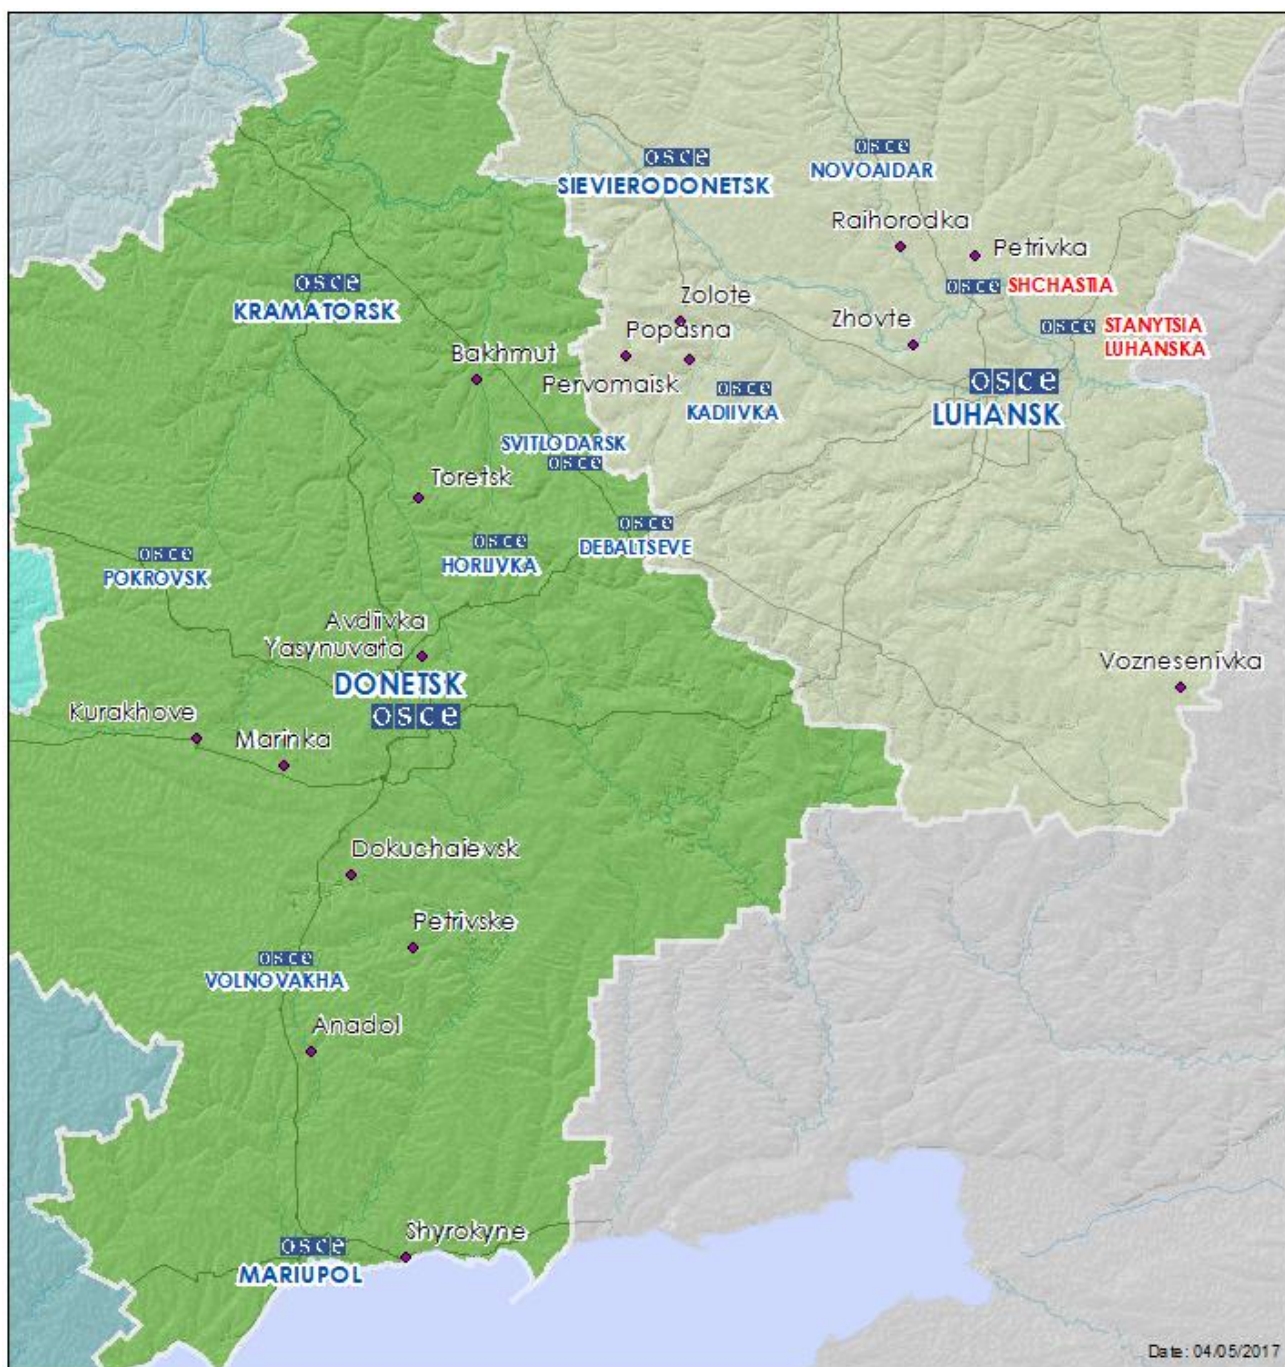 osce
SIEVIERODONETSK
osce
NOVOAIDAR
Raihorodka
Petrivka
osce
KRAMATORSK
osce SHCHASTIA
Zolote
Zhovte
osce STANYTSIA
LUHANSKA
Popasna
Bakhmut
Pervomaisk
osce
KADIIVKA
osce
LUHANSK
SVITLODARSK
osce
Toretsk
osce
DEBALTSEVE
osce
HORLIVKA
osce
POKROVSK
Avdiivka
Yasynuvata
DONETSK
osce
Voznesenivka
Kurakhove
Marinka
Dokuchaievsk
Petrivske
osce
VOLNOVAKHA
Anadol
Shyrokyne
osce
MARIUPOL
Date: 04/05/2017